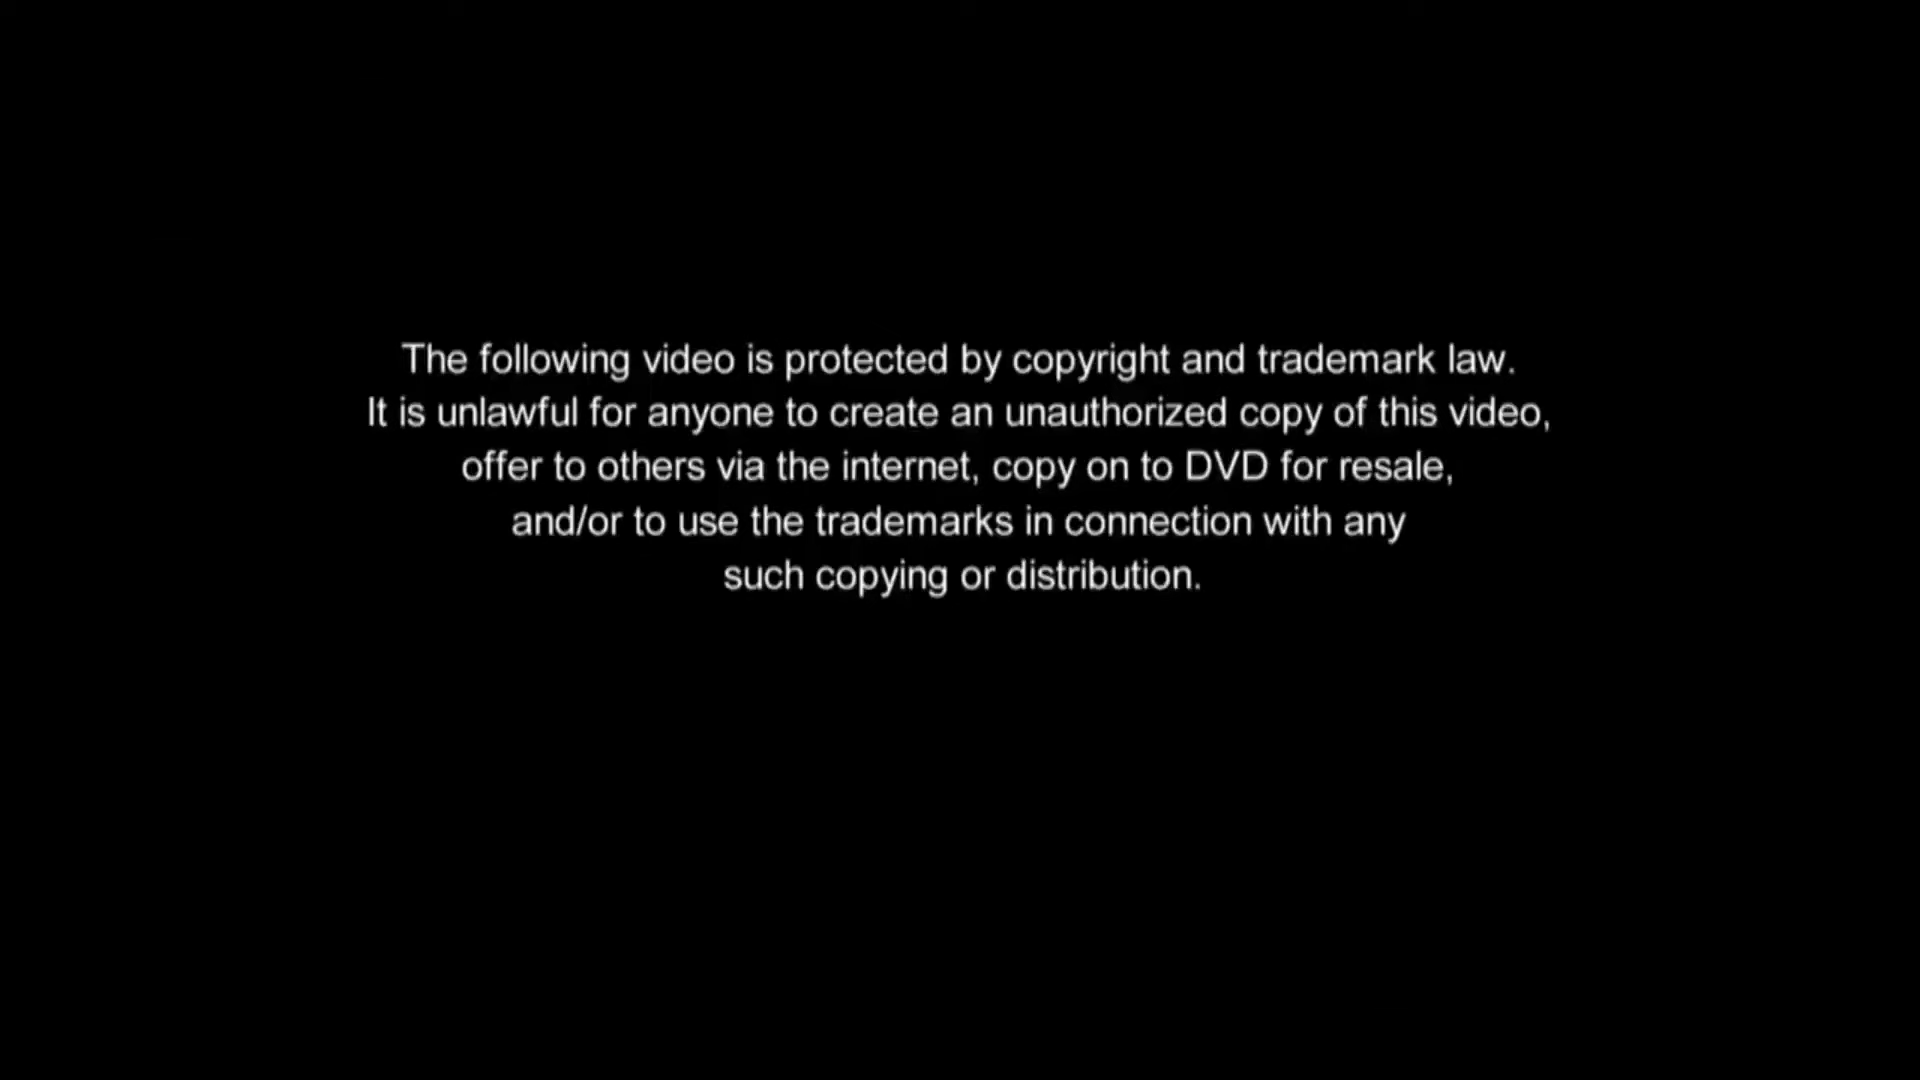 The following video is protected by copyright and trademark law.
It is unlawful for anyone to create an unauthorized copy of this video,
offer to others via the internet, copy on to DVD for resale,
and/or to use the trademarks in connection with any
such copying or distribution.